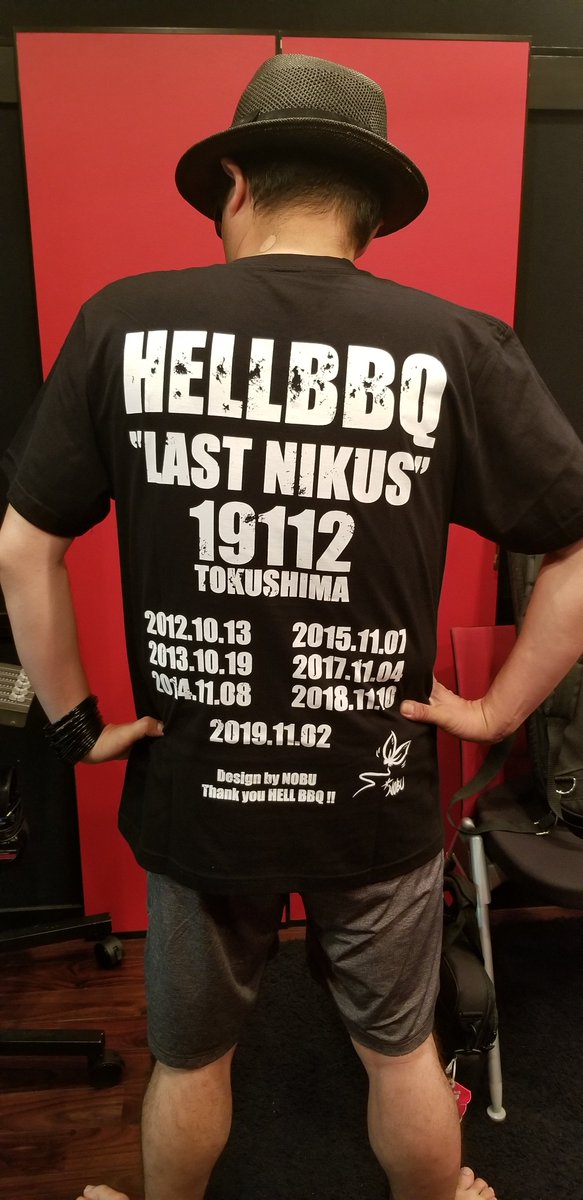 HELLBBQ
"LAST NIKUS"
19112
TOKUSHIMA
2012.10.13 2015.11.07
2013.10.19 2017.11.04
2014.11.08 2018.11.10
2019.11.02
Design by NOBU
Thank you HELL BBQ !!
NOBU